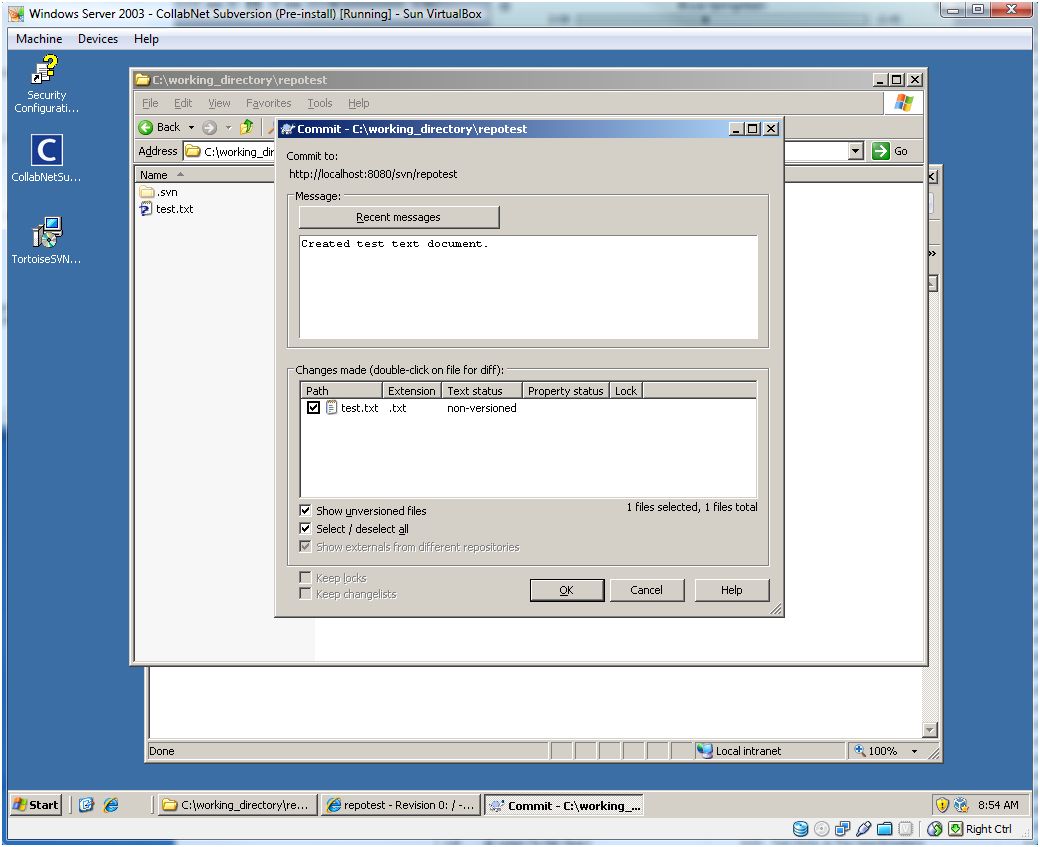 Windows Server 2003 - CollabNet Subversion (Pre-install) [Running] - Sun VirtualBox
Machine Devices Help
Security
Configurati...
CollabNetSu...
TortoiseSVN...
C:\working_directory\repotest
File Edit View Favorites Tools Help
Back
Address C:\working_dir Go
Name
.svn
test.txt
Commit - C:\working_directory\repotest
Commit to:
http://localhost:8080/svn/repotest
Message:
Recent messages
Created test text document.
Changes made (double-click on file for diff):
Path Extension Text status Property status Lock
test.txt .txt non-versioned
1 files selected, 1 files total
Show unversioned files
Select / deselect all
Show externals from different repositories
Keep locks
Keep changelists
OK Cancel Help
Done Local intranet 100%
Start C:\working_directory\re... repotest - Revision 0: / -... Commit - C:\working_... 8:54 AM
Right Ctrl